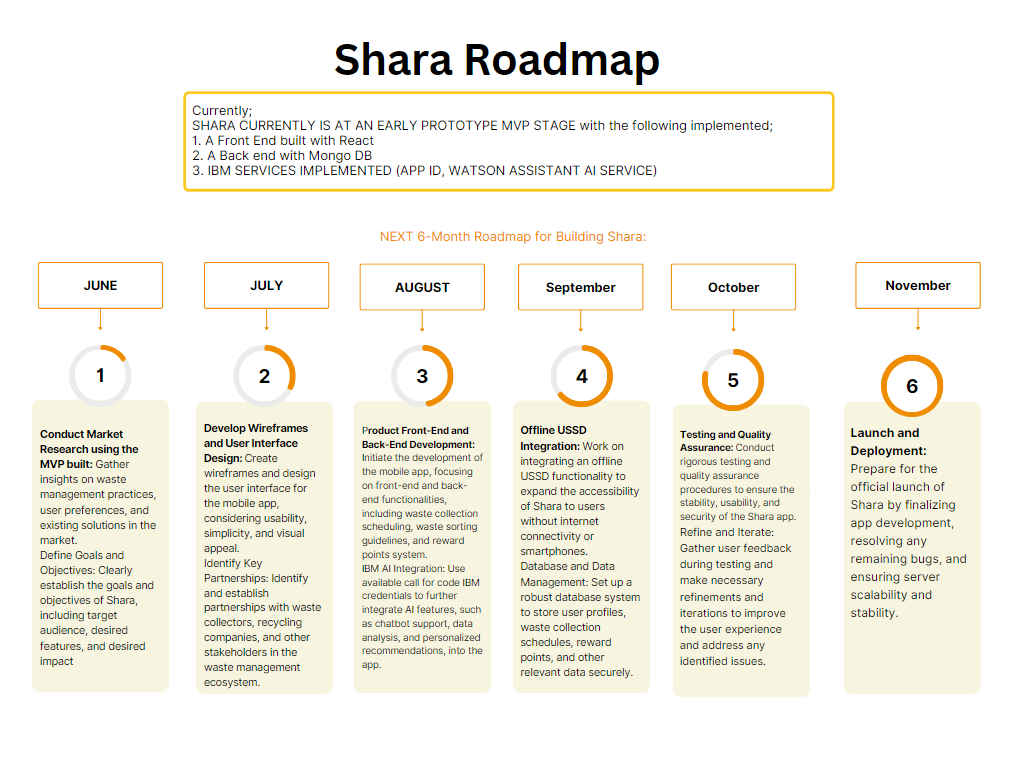 Shara Roadmap
Currently;
SHARA CURRENTLY IS AT AN EARLY PROTOTYPE MVP STAGE with the following implemented;
1. A Front End built with React
2. A Back end with Mongo DB
3. IBM SERVICES IMPLEMENTED (APP ID, WATSON ASSISTANT AI SERVICE)
NEXT 6-Month Roadmap for Building Shara:
JUNE
1
Conduct Market
Research using the
MVP built: Gather
insights on waste
management practices,
user preferences, and
existing solutions in the
market.
Define Goals and
Objectives: Clearly
establish the goals and
objectives of Shara,
including target
audience, desired
features, and desired
impact
JULY
2
Develop Wireframes
and User Interface
Design: Create
wireframes and design
the user interface for
the mobile app,
considering usability,
simplicity, and visual
appeal.
Identify Key
Partnerships: Identify
and establish
partnerships with waste
collectors, recycling
companies, and other
stakeholders in the
waste management
ecosystem.
AUGUST
3
Product Front-End and
Back-End Development:
Initiate the development of
the mobile app, focusing
on front-end and back-
end functionalities,
including waste collection
scheduling, waste sorting
guidelines, and reward
points system.
IBM AI Integration: Use
available call for code IBM
credentials to further
integrate AI features, such
as chatbot support, data
analysis, and personalized
recommendations, into the
app.
September
4
Offline USSD
Integration: Work on
integrating an offline
USSD functionality to
expand the accessibility
of Shara to users
without internet
connectivity or
smartphones.
Database and Data
Management: Set up a
robust database system
to store user profiles,
waste collection
schedules, reward
points, and other
relevant data securely.
October
5
Testing and Quality
Assurance: Conduct
rigorous testing and
quality assurance
procedures to ensure the
stability, usability, and
security of the Shara app.
Refine and Iterate:
Gather user feedback
during testing and
make necessary
refinements and
iterations to improve
the user experience
and address any
identified issues.
November
6
Launch and
Deployment:
Prepare for the
official launch of
Shara by finalizing
app development,
resolving any
remaining bugs, and
ensuring server
scalability and
stability.